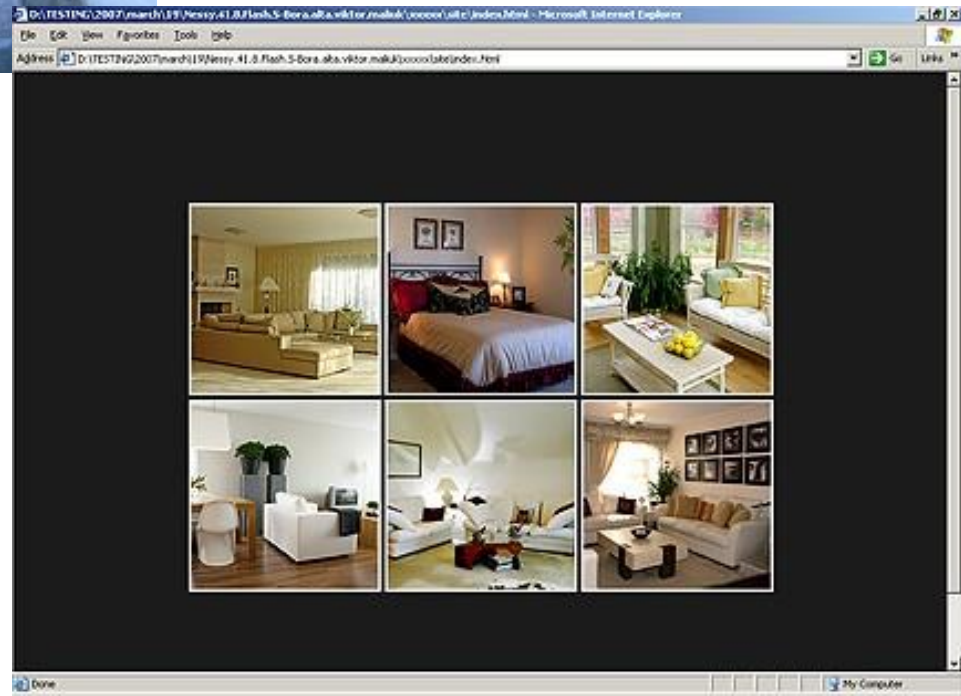 D:\TESTING\2007\march\19\Nessy.41.8.Flash.S-Bora.alta.viktor.maliuk\xxxxx\site\index.html - Microsoft Internet Explorer
File Edit View Favorites Tools Help
Address D:\TESTING\2007\march\19\Nessy.41.8.Flash.S-Bora.alta.viktor.maliuk\xxxxx\site\index.html Go Links
Done My Computer